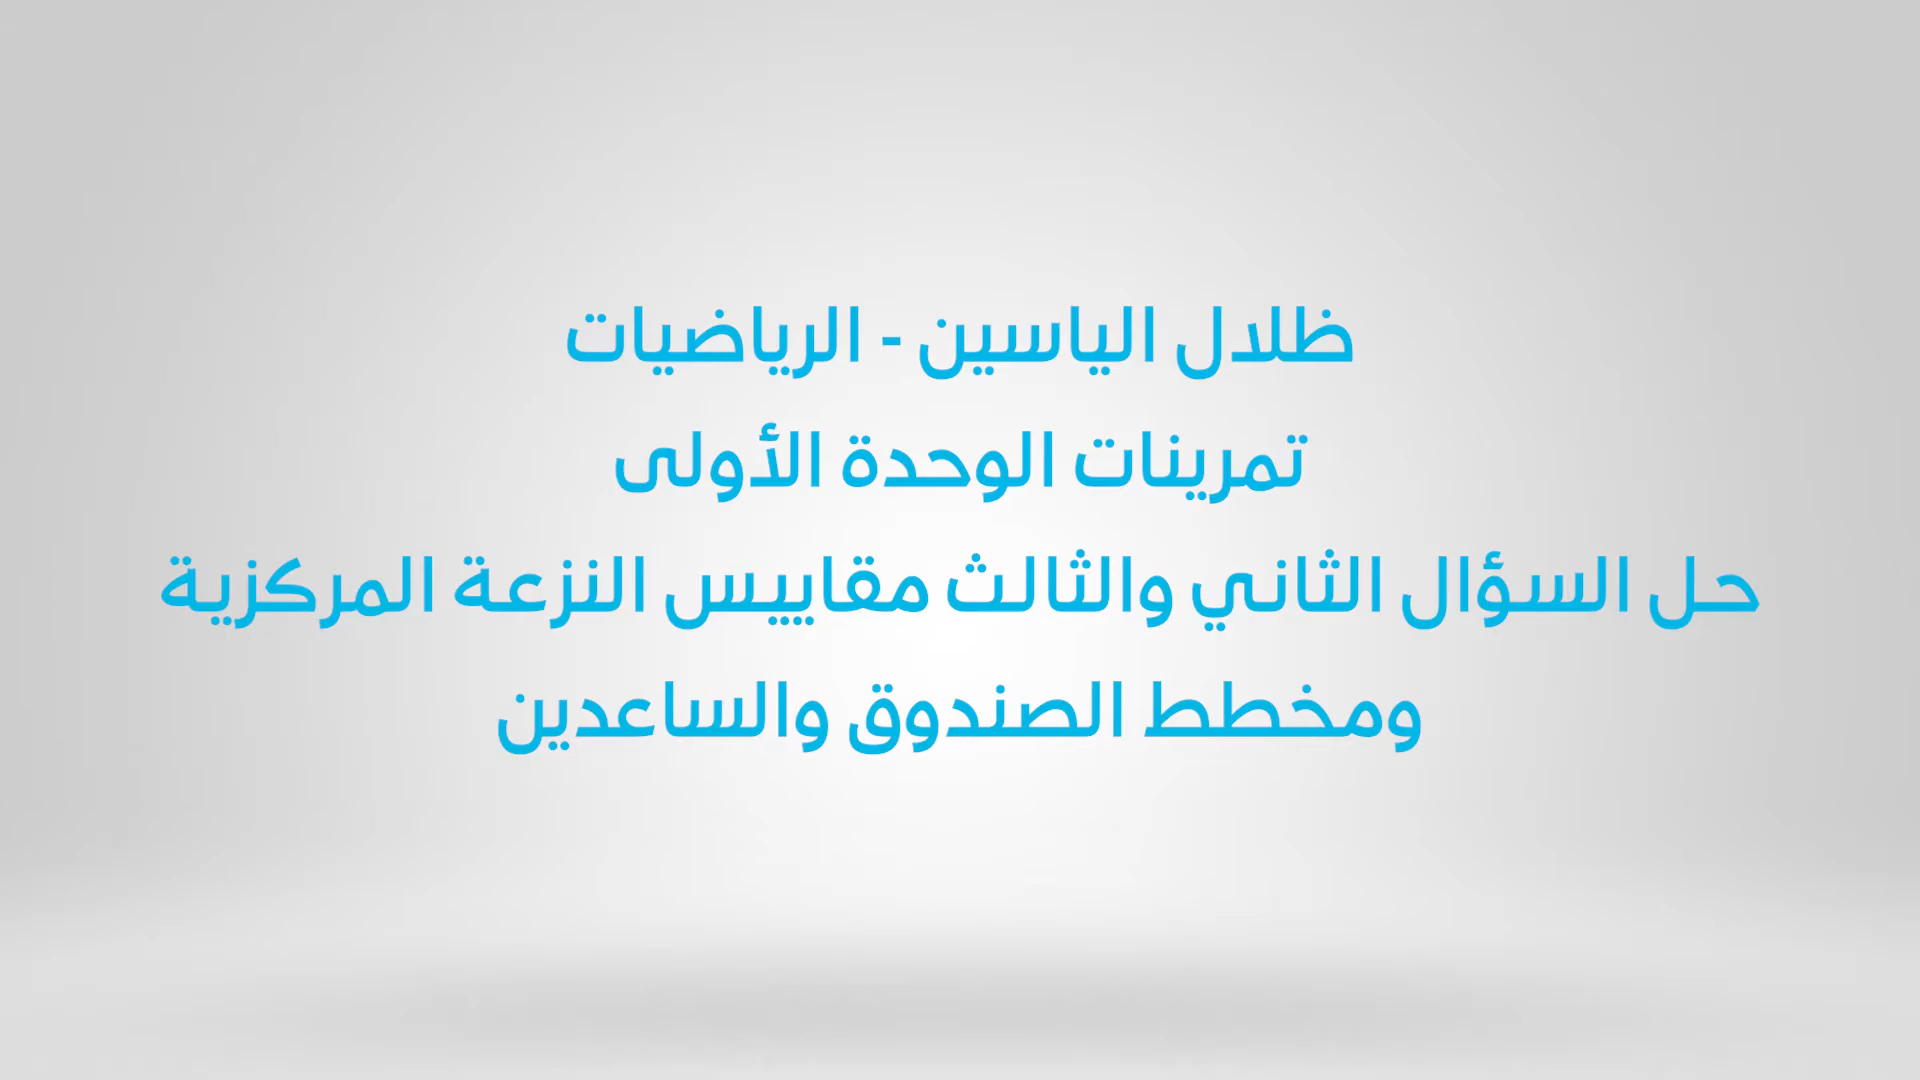 ظلال الياسين - الرياضيات
تمرينات الوحدة الأولى
حل السؤال الثاني والثالث مقاييس النزعة المركزية
ومخطط الصندوق والساعدين